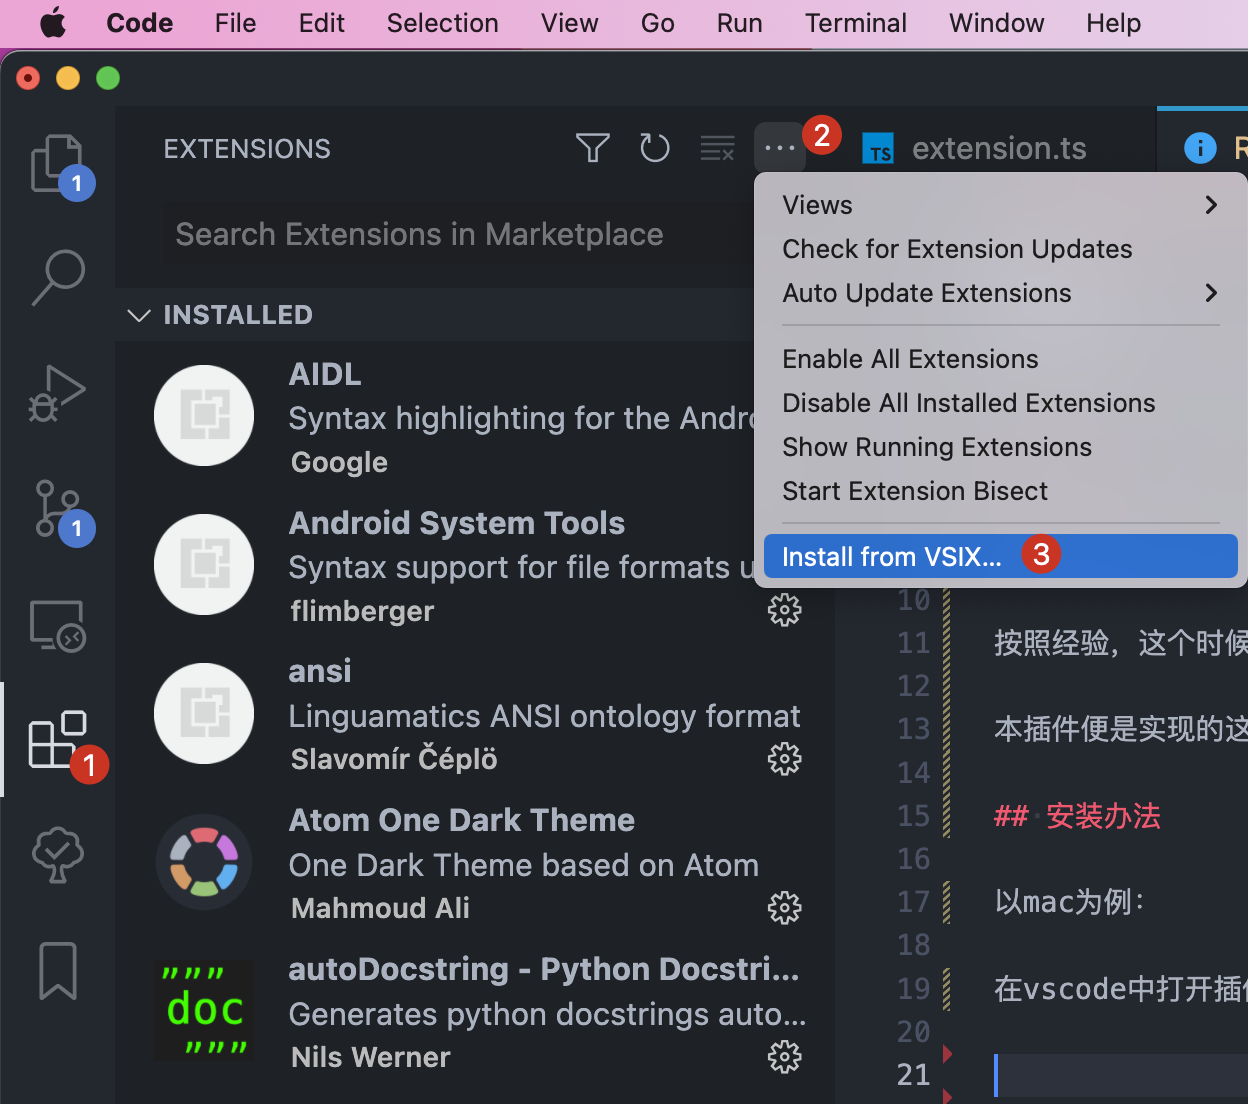 Code File Edit Selection View Go Run Terminal Window Help
EXTENSIONS
··· 2
TS extension.ts
i R
1
Search Extensions in Marketplace
Views
Check for Extension Updates
Auto Update Extensions
Enable All Extensions
Disable All Installed Extensions
Show Running Extensions
Start Extension Bisect
Install from VSIX... 3
INSTALLED
AIDL
Syntax highlighting for the Andro
Google
Android System Tools
Syntax support for file formats u
flimberger
1
ansi
Linguamatics ANSI ontology format
Slavomír Čéplö
1
Atom One Dark Theme
One Dark Theme based on Atom
Mahmoud Ali
””” doc ”””
autoDocstring - Python Docstri...
Generates python docstrings auto...
Nils Werner
10
11 按照经验，这个时候
12
13 本插件便是实现的这
14
15 ## 安装办法
16
17 以mac为例：
18
19 在vscode中打开插件
20
21